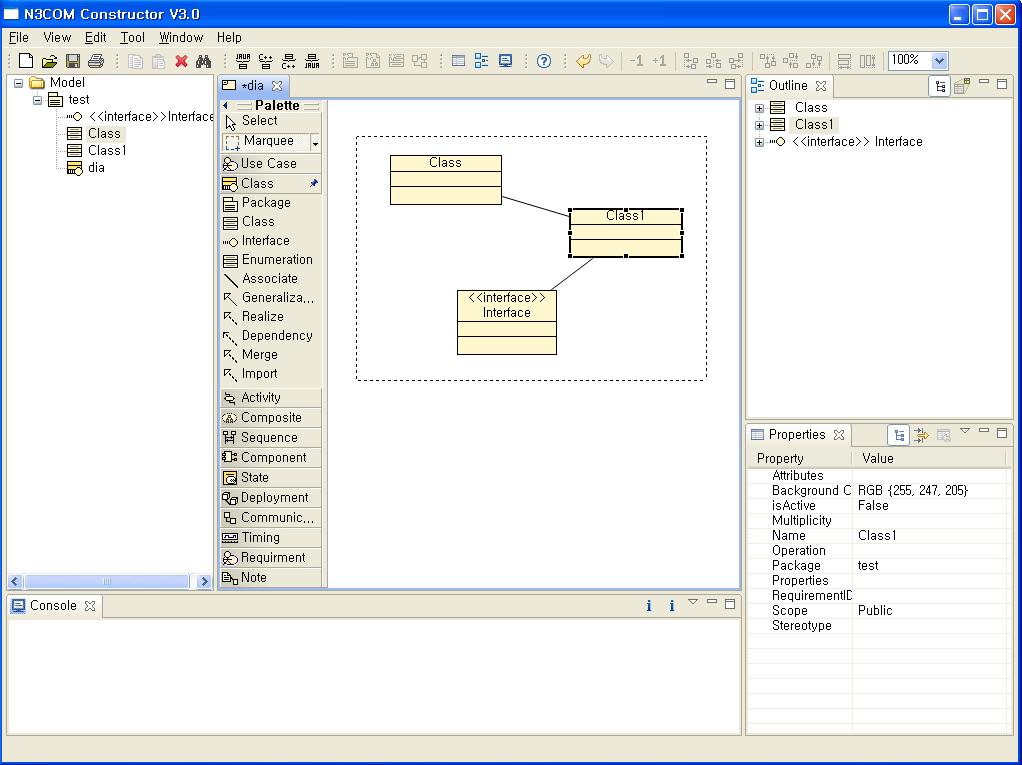 N3COM Constructor V3.0
File View Edit Tool Window Help
100%
Model
test
<<interface>>Interface
Class
Class1
dia
*dia
Palette
Select
Marquee
Use Case
Class
Package
Class
Interface
Enumeration
Associate
Generaliza...
Realize
Dependency
Merge
Import
Activity
Composite
Sequence
Component
State
Deployment
Communic...
Timing
Requirment
Note
Class
Class1
<<interface>>
Interface
Outline
Class
Class1
<<interface>> Interface
Properties
Property Value
Attributes
Background C RGB {255, 247, 205}
isActive False
Multiplicity
Name Class1
Operation
Package test
Properties
RequirementID
Scope Public
Stereotype
Console